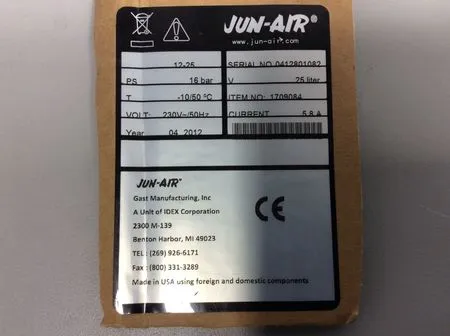 JUN-AIR®
www.jun-air.com
12-25 SERIAL NO 0412801082
PS 16 bar V 25 liter
T -10/50 °C ITEM NO: 1709084
VOLT: 230V~/50Hz CURRENT 5.8 A
Year 04 2012
JUN-AIR®
Gast Manufacturing, Inc
A Unit of IDEX Corporation
2300 M-139
Benton Harbor, MI 49023
TEL : (269) 926-6171
Fax : (800) 331-3289
Made in USA using foreign and domestic components
CE